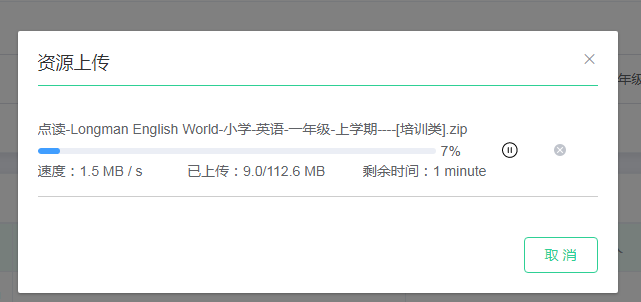 资源上传
年级
点读-Longman English World-小学-英语-一年级-上学期----[培训类].zip
7%
速度：1.5 MB / s 已上传：9.0/112.6 MB 剩余时间：1 minute
取 消